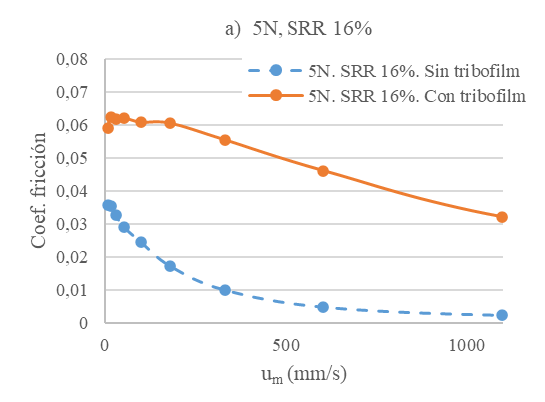 a) 5N, SRR 16%
0,08
0,07
0,06
0,05
0,04
0,03
0,02
0,01
0
Coef. fricción
5N. SRR 16%. Sin tribofilm
5N. SRR 16%. Con tribofilm
0
500
1000
um (mm/s)